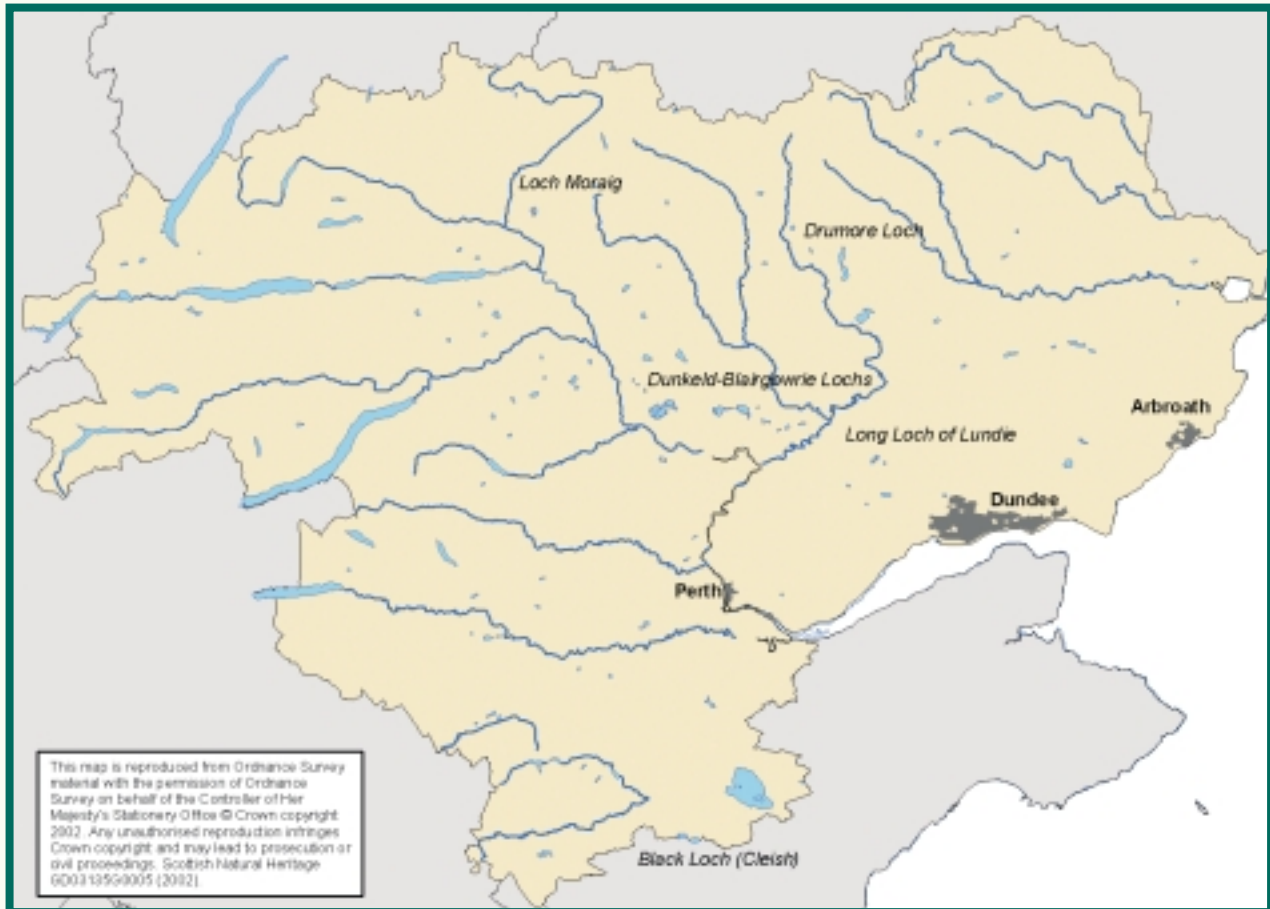 Loch Moraig
Drumore Loch
Dunkeld-Blairgowrie Lochs
Arbroath
Long Loch of Lundie
Dundee
Perth
Black Loch (Cleish)
This map is reproduced from Ordnance Survey
material with the permission of Ordnance
Survey on behalf of the Controller of Her
Majesty's Stationery Office © Crown copyright
2002. Any unauthorised reproduction infringes
Crown copyright and may lead to prosecution or
civil proceedings. Scottish Natural Heritage
GD03135G0005 (2002).